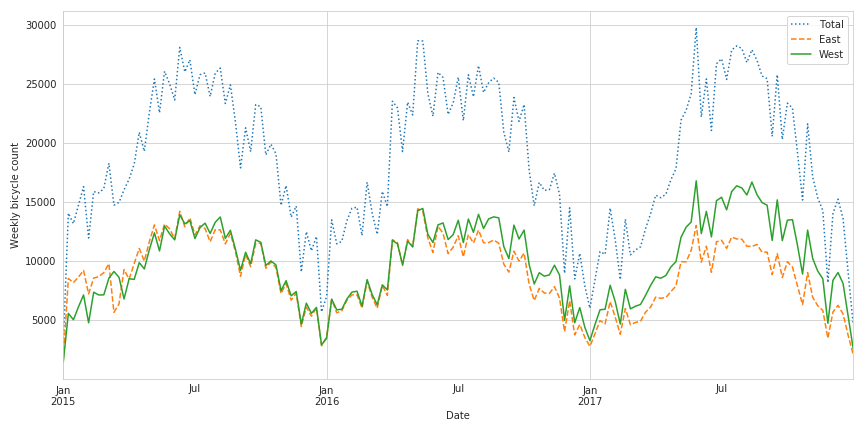 30000
25000
20000
15000
10000
5000
Weekly bicycle count
Total
East
West
Jan
2015
Jul
Jan
2016
Jul
Jan
2017
Jul
Date